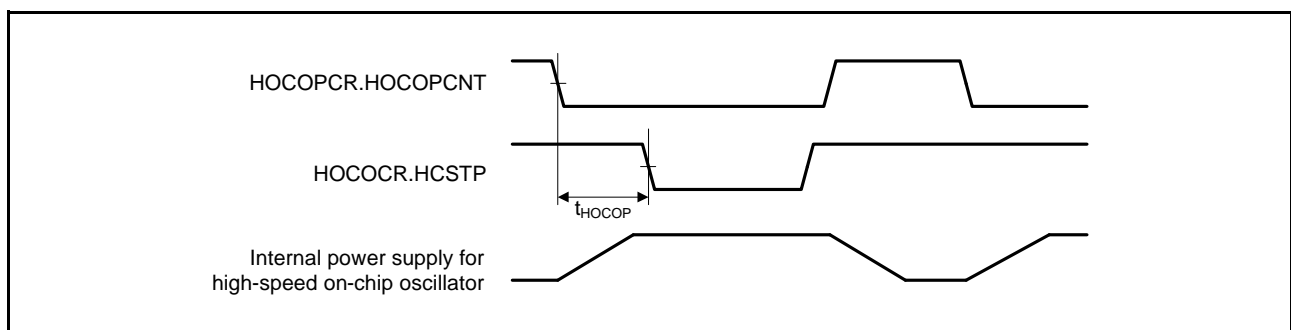 HOCOPCR.HOCOPCNT
HOCOCR.HCSTP
tHOCOP
Internal power supply for
high-speed on-chip oscillator